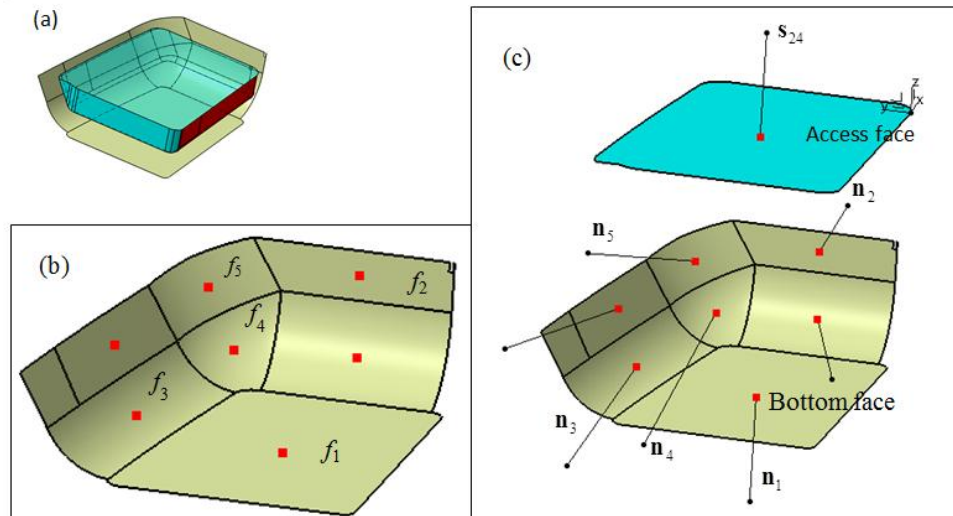 (a)
(b)
f5
f2
f4
f3
f1
(c)
s24
z
y
x
Access face
n2
n5
Bottom face
n3
n4
n1